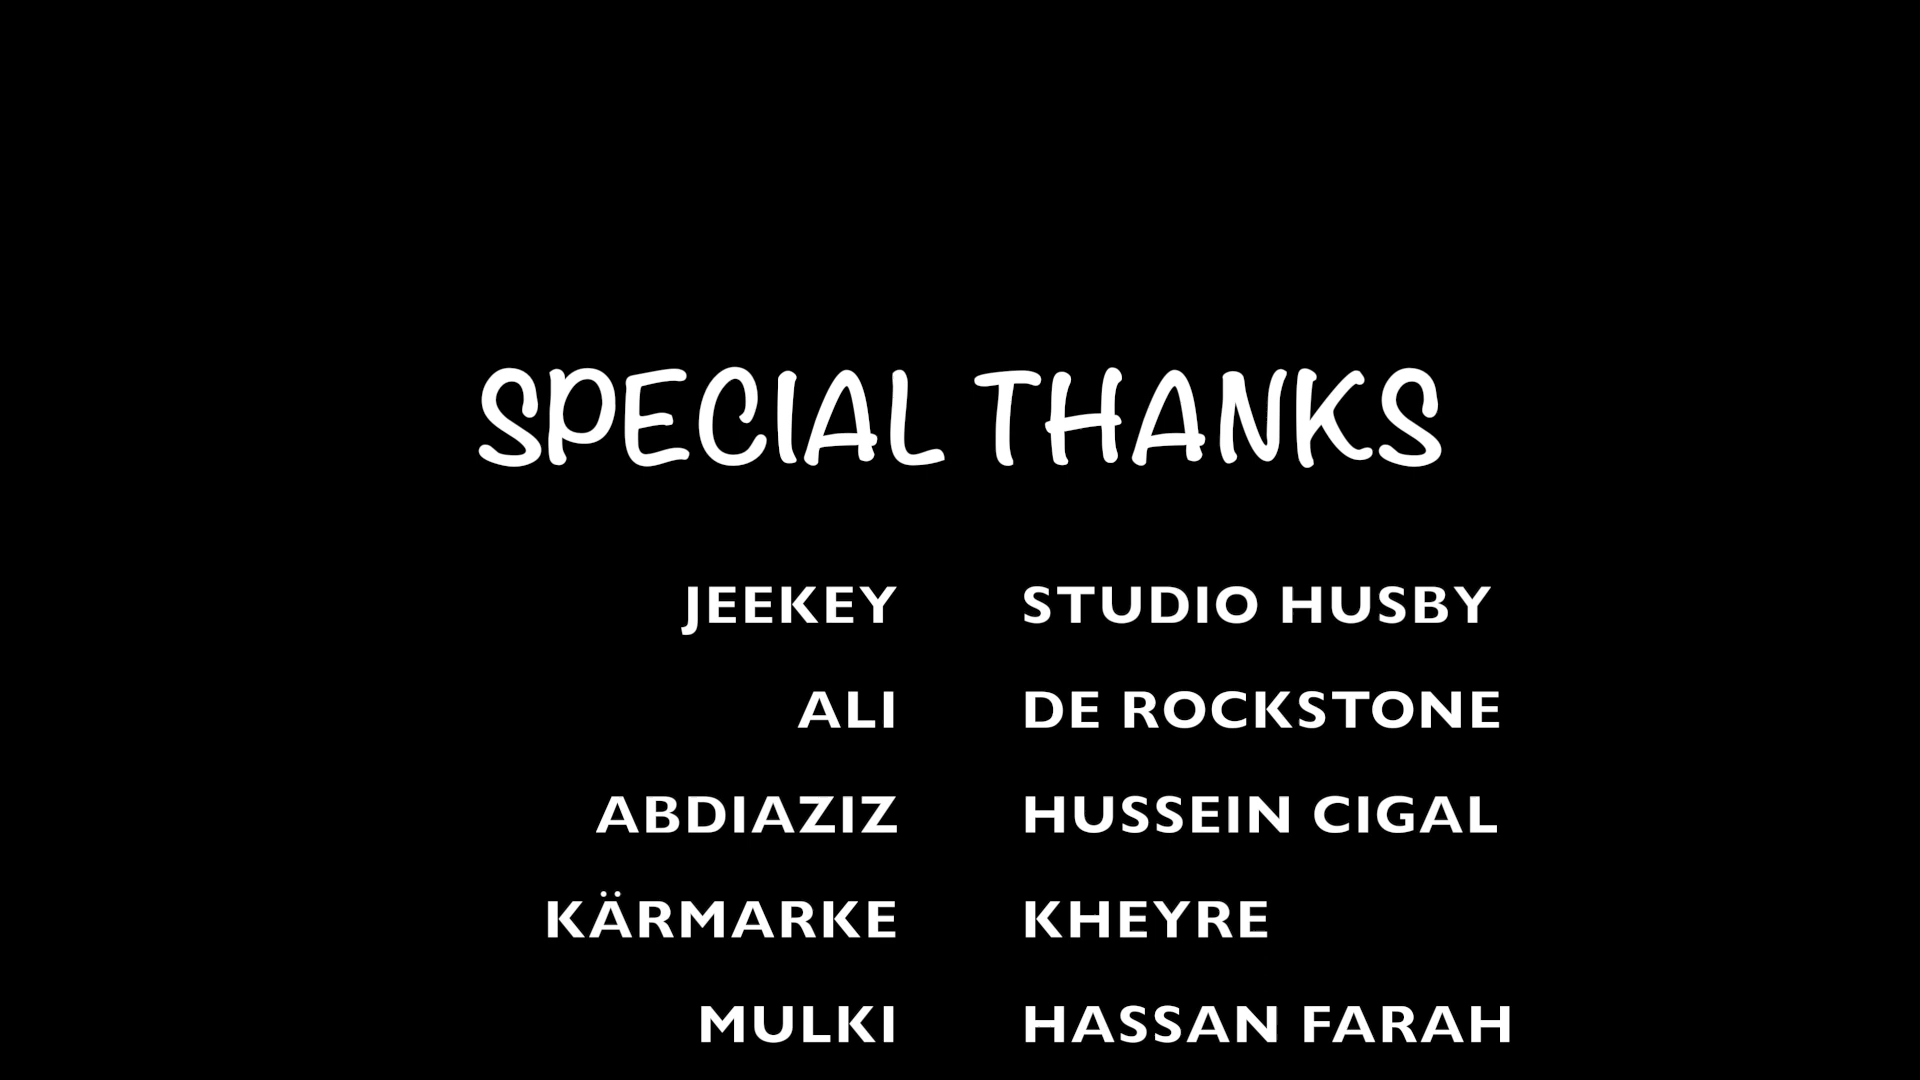 SPECIAL THANKS
JEEKEY STUDIO HUSBY
ALI DE ROCKSTONE
ABDIAZIZ HUSSEIN CIGAL
KÄRMARKE KHEYRE
MULKI HASSAN FARAH